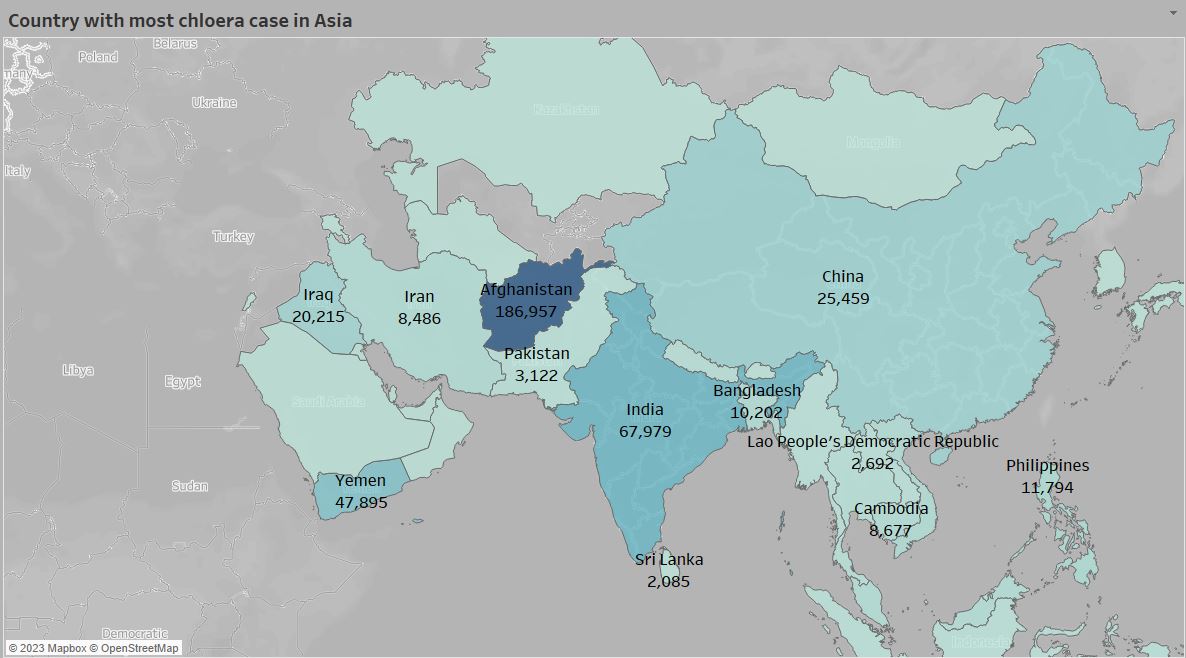 Country with most chloera case in Asia
Belarus
Poland
many
Ukraine
Kazakhstan
Mongolia
Italy
Turkey
Afghanistan
186,957
China
25,459
Iraq
20,215
Iran
8,486
Pakistan
3,122
Libya
Egypt
Saudi Arabia
India
67,979
Bangladesh
10,202
Lao People's Democratic Republic
2,692
Philippines
11,794
Sudan
Yemen
47,895
Cambodia
8,677
Sri Lanka
2,085
Democratic
Indonesia
© 2023 Mapbox © OpenStreetMap